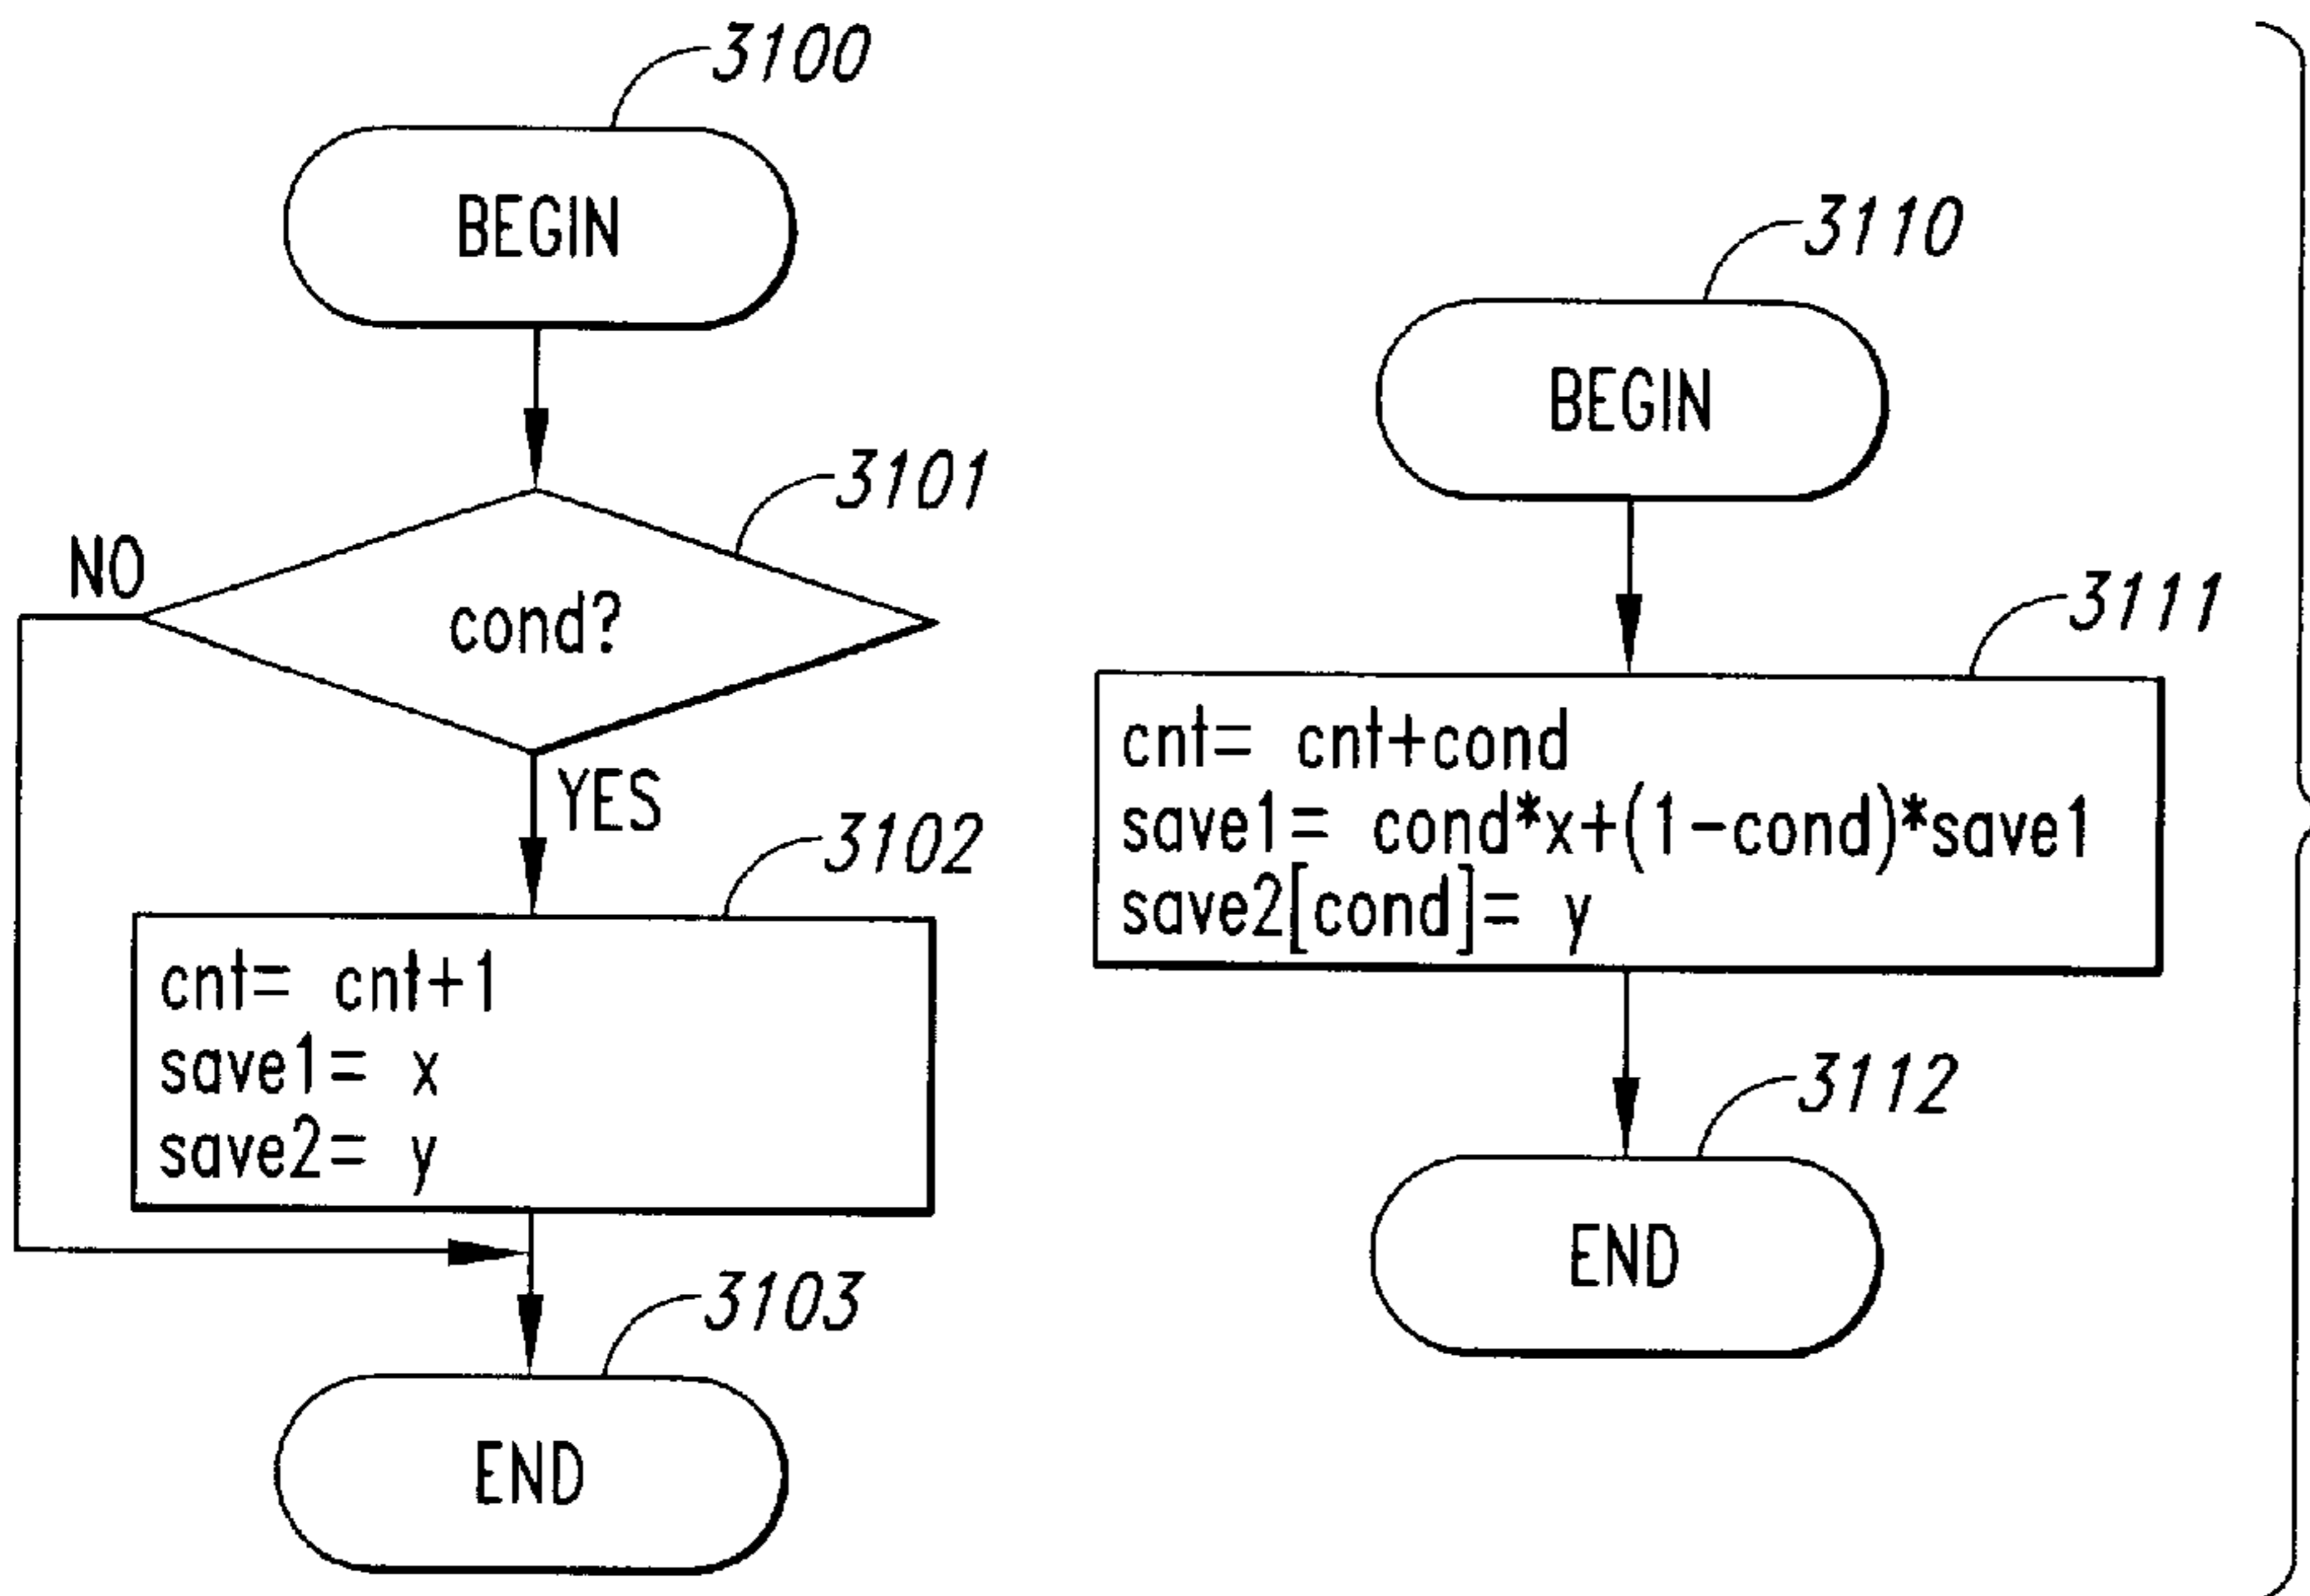 3100
BEGIN
3101
NO
cond?
YES
3102
cnt= cnt+1
save1= x
save2= y
3103
END
3110
BEGIN
3111
cnt= cnt+cond
save1= cond*x+(1-cond)*save1
save2[cond]= y
3112
END